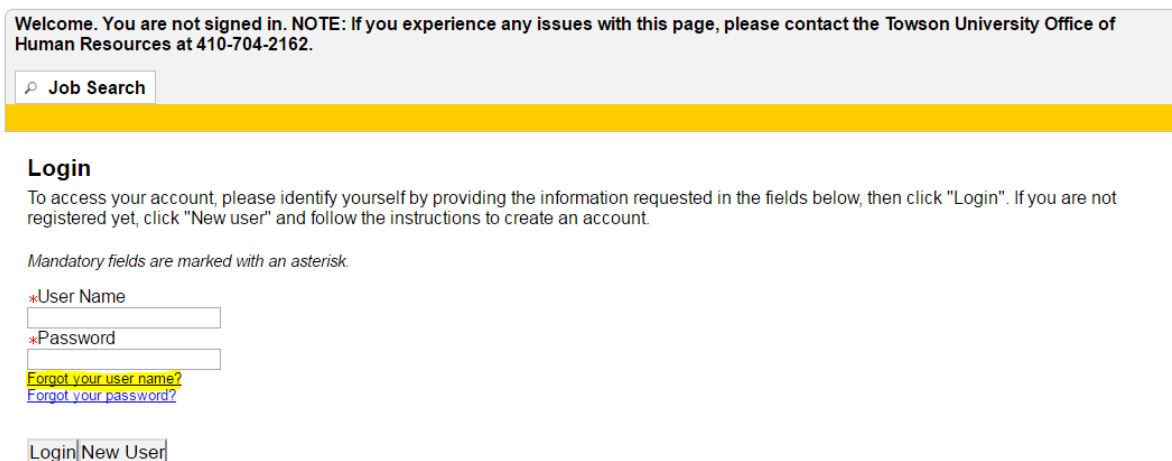 Welcome. You are not signed in. NOTE: If you experience any issues with this page, please contact the Towson University Office of
Human Resources at 410-704-2162.
Job Search
Login
To access your account, please identify yourself by providing the information requested in the fields below, then click "Login". If you are not
registered yet, click "New user" and follow the instructions to create an account.
Mandatory fields are marked with an asterisk.
*User Name
*Password
Forgot your user name?
Forgot your password?
Login New User